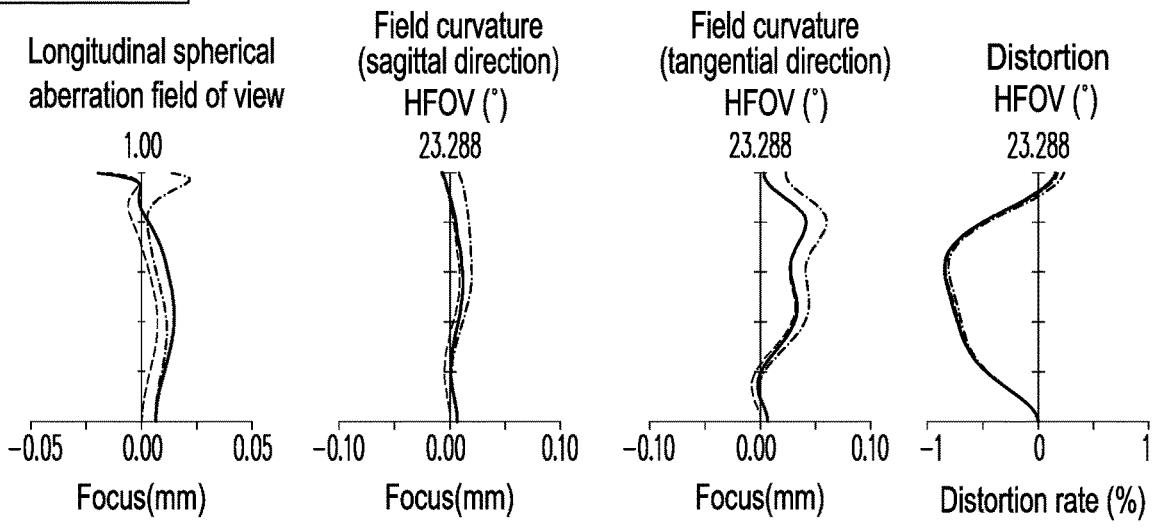 Longitudinal spherical
aberration field of view
1.00
−0.05 0.00 0.05
Focus(mm)
Field curvature
(sagittal direction)
HFOV (°)
23.288
−0.10 0.00 0.10
Focus(mm)
Field curvature
(tangential direction)
HFOV (°)
23.288
−0.10 0.00 0.10
Focus(mm)
Distortion
HFOV (°)
23.288
−1 0 1
Distortion rate (%)